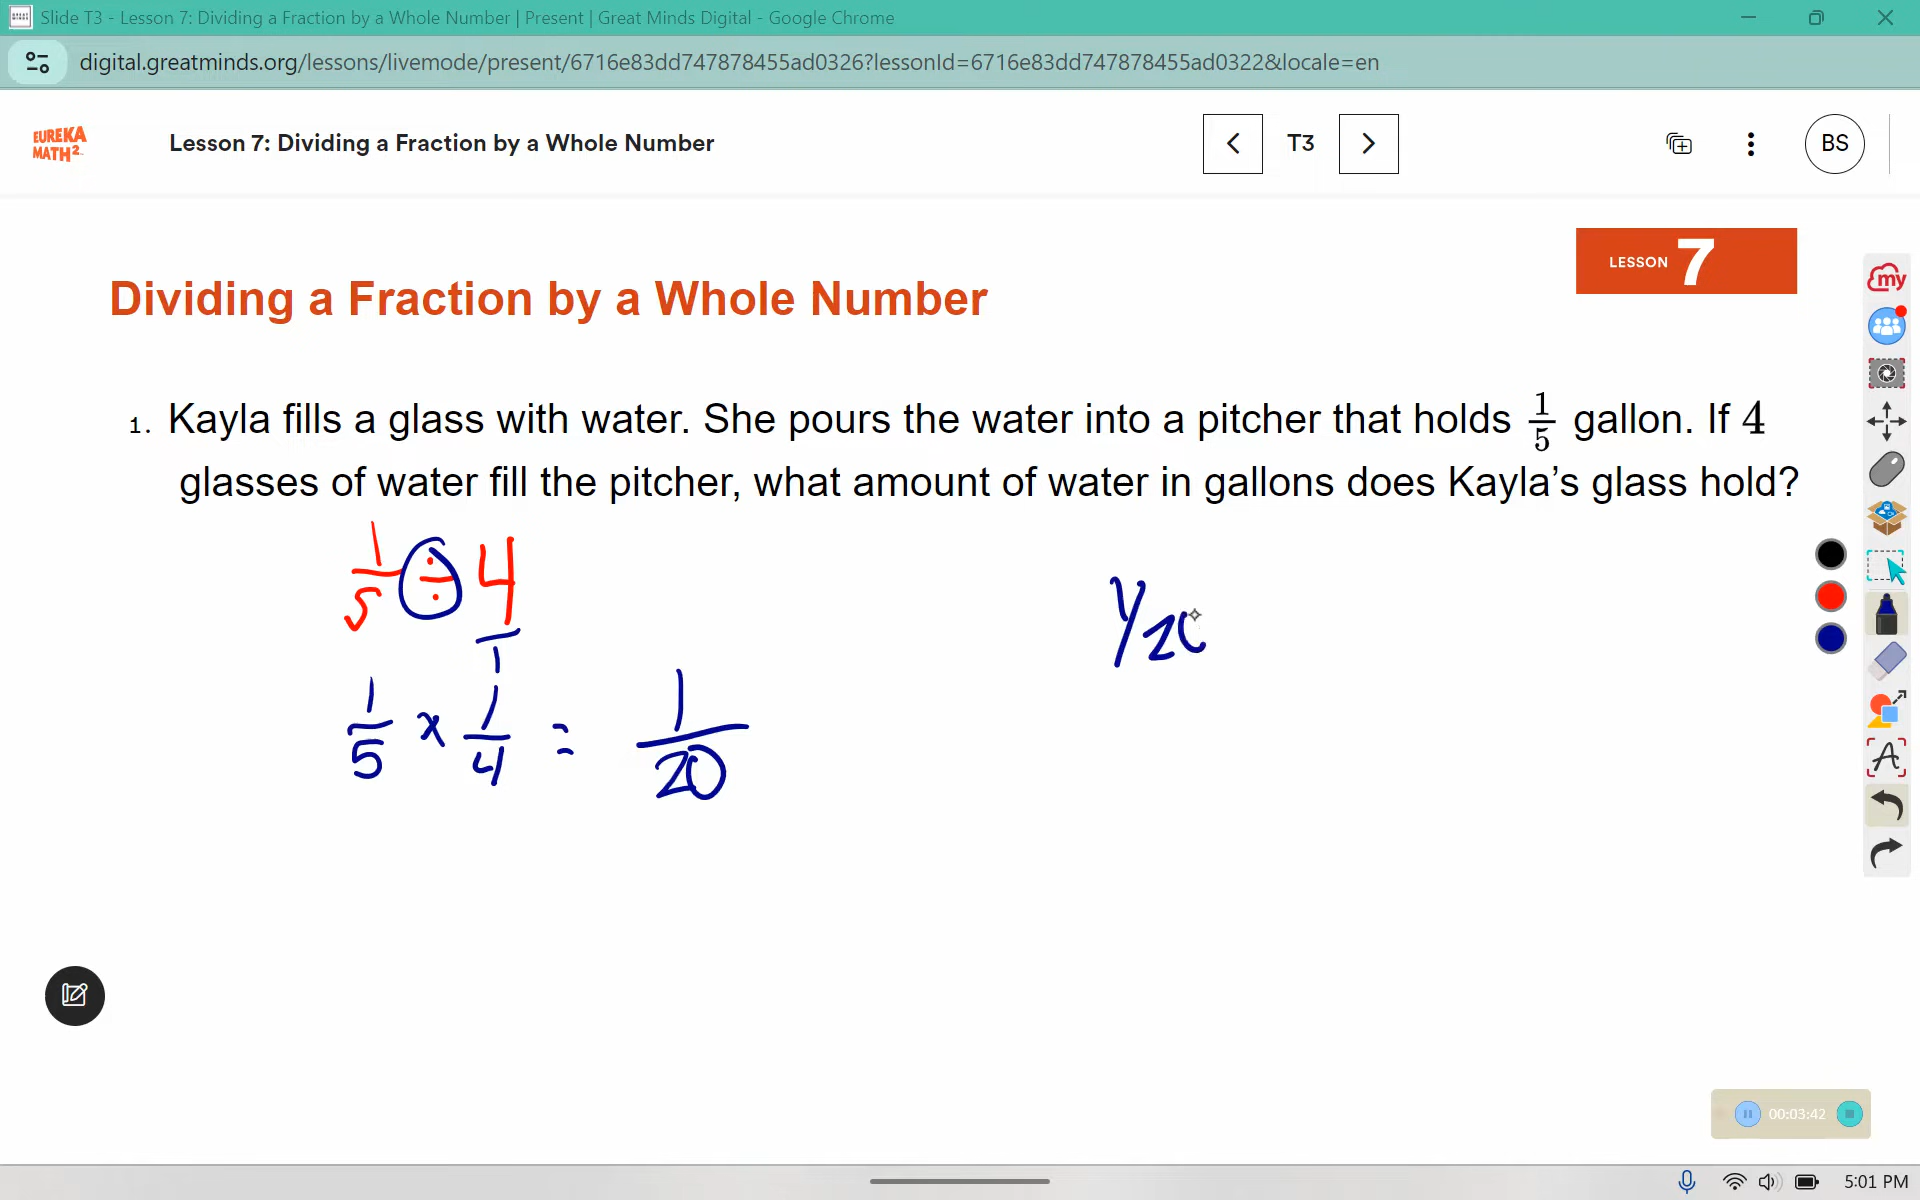 Slide T3 - Lesson 7: Dividing a Fraction by a Whole Number | Present | Great Minds Digital - Google Chrome
digital.greatminds.org/lessons/livemode/present/6716e83dd747878455ad0326?lessonId=6716e83dd747878455ad0322&locale=en
EUREKA MATH²
Lesson 7: Dividing a Fraction by a Whole Number
T3
BS
LESSON 7
my
Dividing a Fraction by a Whole Number
1. Kayla fills a glass with water. She pours the water into a pitcher that holds 1/5 gallon. If 4
glasses of water fill the pitcher, what amount of water in gallons does Kayla’s glass hold?
1/5 ÷ 4/1
1/20
1/5 x 1/4 = 1/20
A
00:03:42
5:01 PM